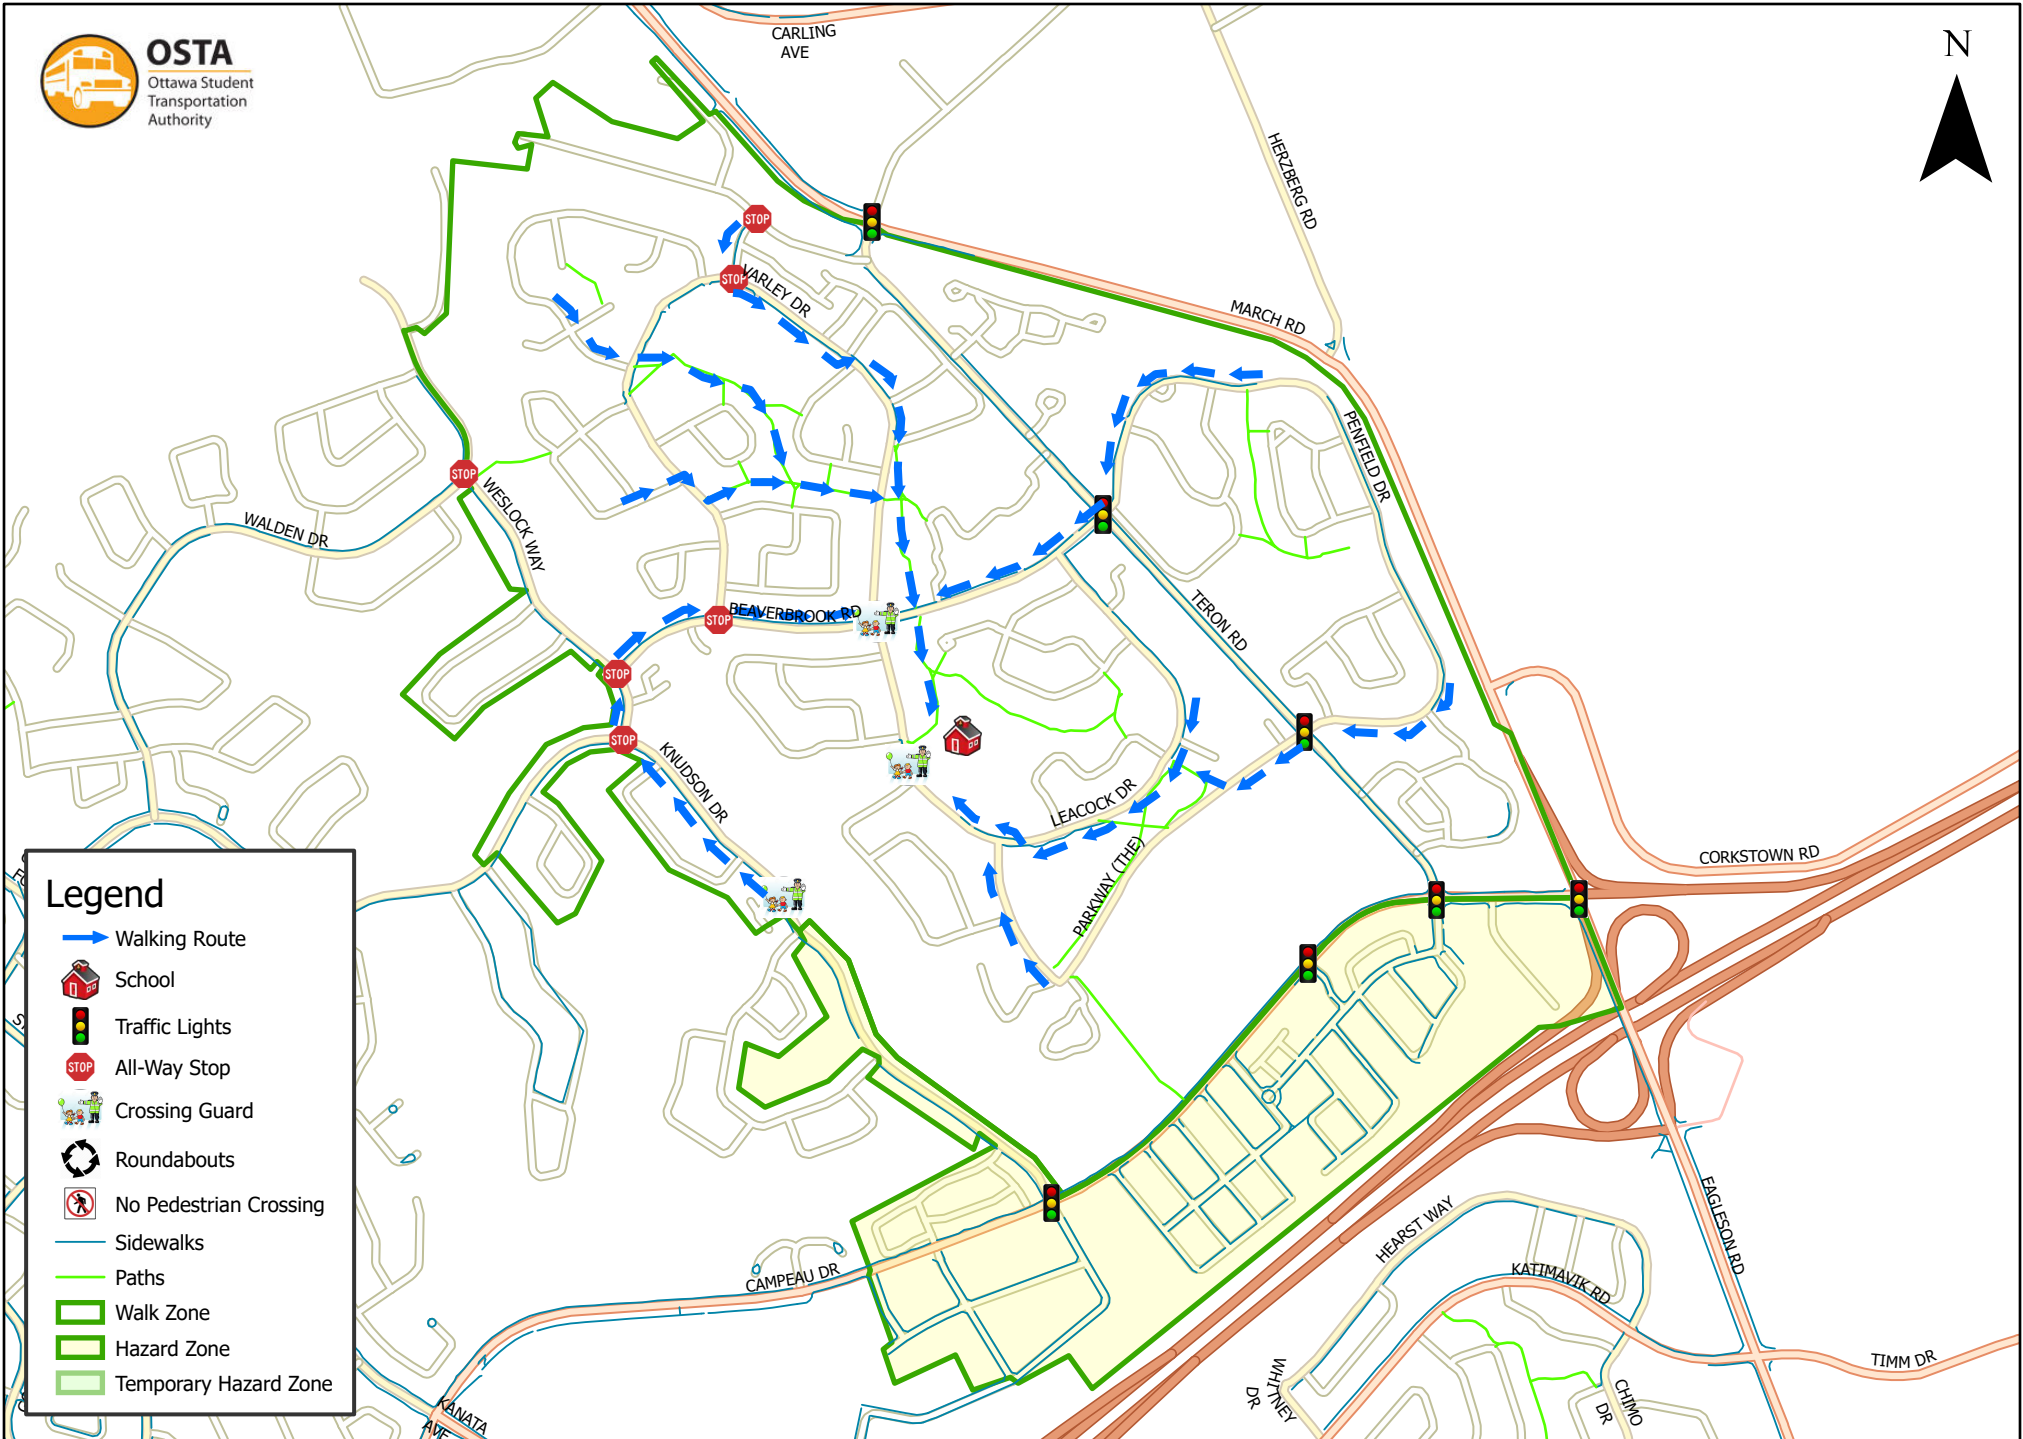 OSTA
Ottawa Student
Transportation
Authority
CARLING
AVE
N
HERZBERG RD
STOP
STOP
VARLEY DR
MARCH RD
PENFIELD DR
STOP
WESLOCK WAY
WALDEN DR
TERON RD
BEAVERBROOK RD
STOP
STOP
STOP
KNUDSON DR
LEACOCK DR
PARKWAY (THE)
CORKSTOWN RD
Legend
Walking Route
School
Traffic Lights
STOP
All-Way Stop
Crossing Guard
Roundabouts
No Pedestrian Crossing
Sidewalks
Paths
Walk Zone
Hazard Zone
Temporary Hazard Zone
EAGLESON RD
HEARST WAY
KATIMAVIK RD
CAMPEAU DR
TIMM DR
WHITNEY
DR
CHIMO
DR
KANATA
AVE